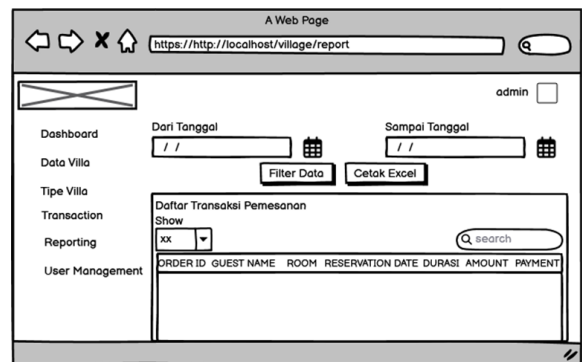 A Web Page
https://http://localhost/village/report
admin
Dashboard
Data Villa
Tipe Villa
Transaction
Reporting
User Management
Dari Tanggal
/ /
Sampai Tanggal
/ /
Filter Data
Cetak Excel
Daftar Transaksi Pemesanan
Show
xx
search
ORDER ID GUEST NAME ROOM RESERVATION DATE DURASI AMOUNT PAYMENT